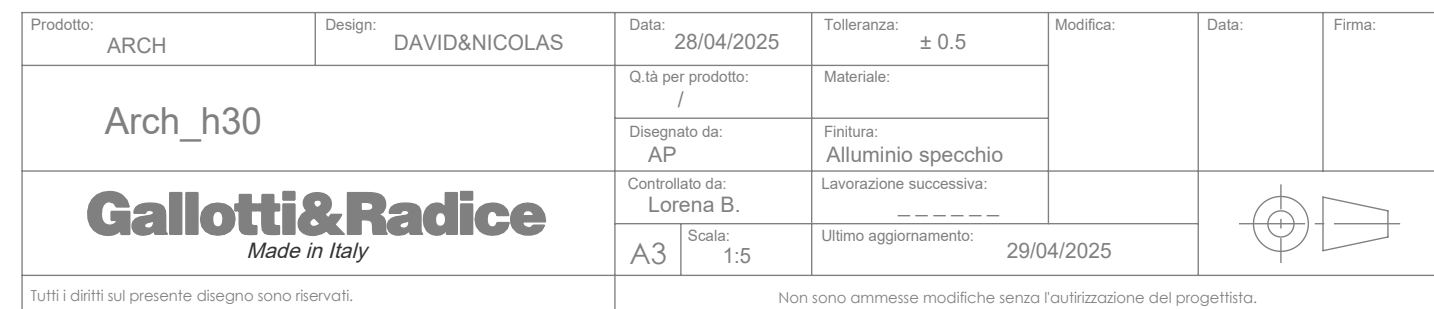 Prodotto: ARCH
Design: DAVID&NICOLAS
Data: 28/04/2025
Tolleranza: ± 0.5
Modifica:
Data:
Firma:
Arch_h30
Q.tà per prodotto: /
Materiale:
Disegnato da: AP
Finitura: Alluminio specchio
Gallotti&Radice
Made in Italy
Controllato da: Lorena B.
Lavorazione successiva: _ _ _ _ _ _
A3
Scala: 1:5
Ultimo aggiornamento: 29/04/2025
Tutti i diritti sul presente disegno sono riservati.
Non sono ammesse modifiche senza l'autirizzazione del progettista.